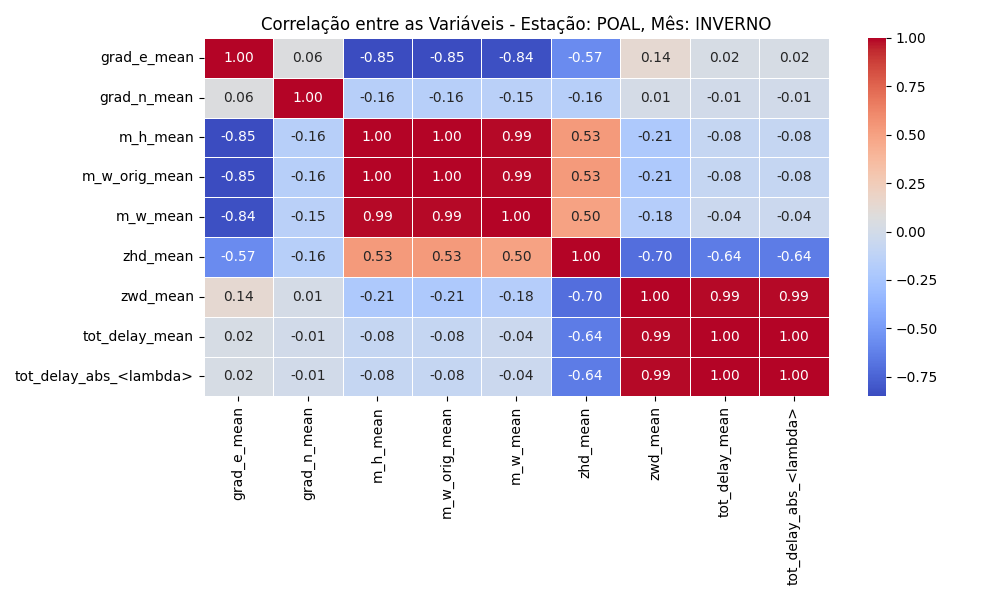 Correlação entre as Variáveis - Estação: POAL, Mês: INVERNO
grad_e_mean 1.00 0.06 -0.85 -0.85 -0.84 -0.57 0.14 0.02 0.02
grad_n_mean 0.06 1.00 -0.16 -0.16 -0.15 -0.16 0.01 -0.01 -0.01
m_h_mean -0.85 -0.16 1.00 1.00 0.99 0.53 -0.21 -0.08 -0.08
m_w_orig_mean -0.85 -0.16 1.00 1.00 0.99 0.53 -0.21 -0.08 -0.08
m_w_mean -0.84 -0.15 0.99 0.99 1.00 0.50 -0.18 -0.04 -0.04
zhd_mean -0.57 -0.16 0.53 0.53 0.50 1.00 -0.70 -0.64 -0.64
zwd_mean 0.14 0.01 -0.21 -0.21 -0.18 -0.70 1.00 0.99 0.99
tot_delay_mean 0.02 -0.01 -0.08 -0.08 -0.04 -0.64 0.99 1.00 1.00
tot_delay_abs_<lambda> 0.02 -0.01 -0.08 -0.08 -0.04 -0.64 0.99 1.00 1.00
grad_e_mean
grad_n_mean
m_h_mean
m_w_orig_mean
m_w_mean
zhd_mean
zwd_mean
tot_delay_mean
tot_delay_abs_<lambda>
1.00
0.75
0.50
0.25
0.00
−0.25
−0.50
−0.75